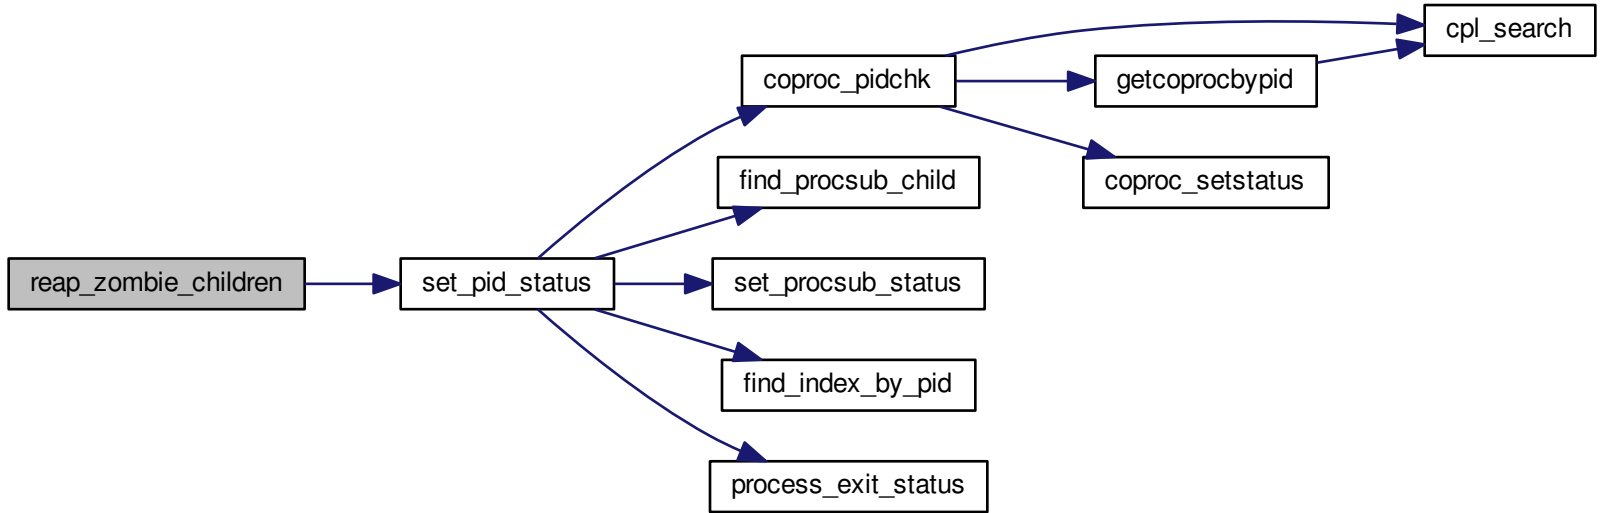 cpl_search
coproc_pidchk
getcoprocbypid
find_procsub_child
coproc_setstatus
reap_zombie_children
set_pid_status
set_procsub_status
find_index_by_pid
process_exit_status